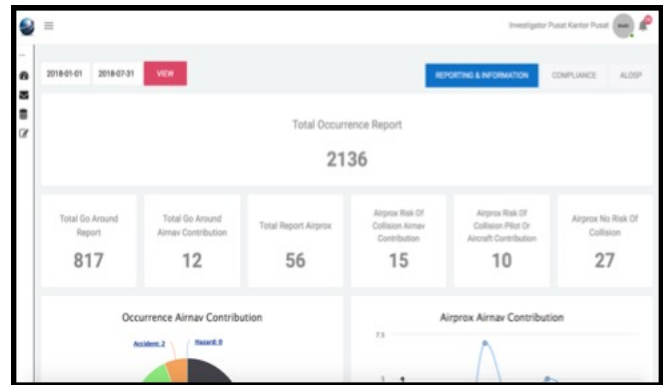 Investigator Pusat Kantor Pusat
2018-01-01 2018-07-31 VIEW REPORTING & INFORMATION COMPLIANCE ALOSP
Total Occurrence Report
2136
Total Go Around
Report
817
Total Go Around
Airnav Contribution
12
Total Report Airprox
56
Airprox Risk Of
Collision Airnav
Contribution
15
Airprox Risk Of
Collision Pilot Or
Aircraft Contribution
10
Airprox No Risk Of
Collision
27
Occurrence Airnav Contribution
Accident: 2 Hazard: 0
Airprox Airnav Contribution
7.5
5